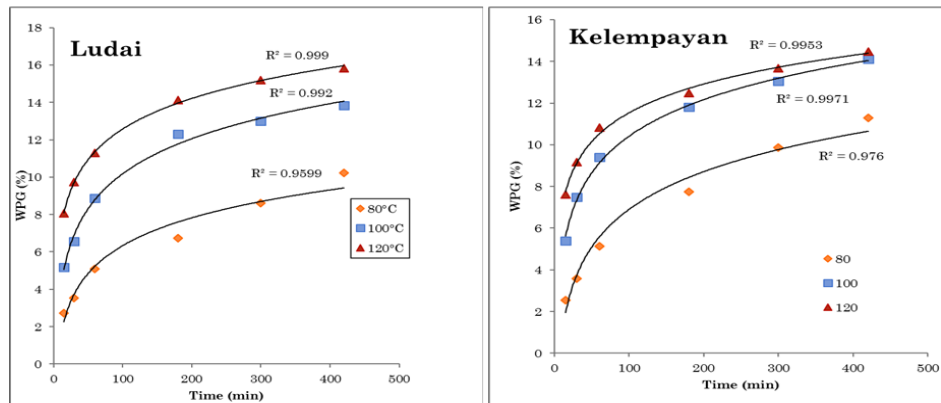 Ludai
R² = 0.999
R² = 0.992
R² = 0.9599
18
16
14
12
10
8
6
4
2
0
WPG (%)
80°C
100°C
120°C
0 100 200 300 400 500
Time (min)
Kelempayan
R² = 0.9953
R² = 0.9971
R² = 0.976
16
14
12
10
8
6
4
2
0
WPG (%)
80
100
120
0 100 200 300 400 500
Time (min)